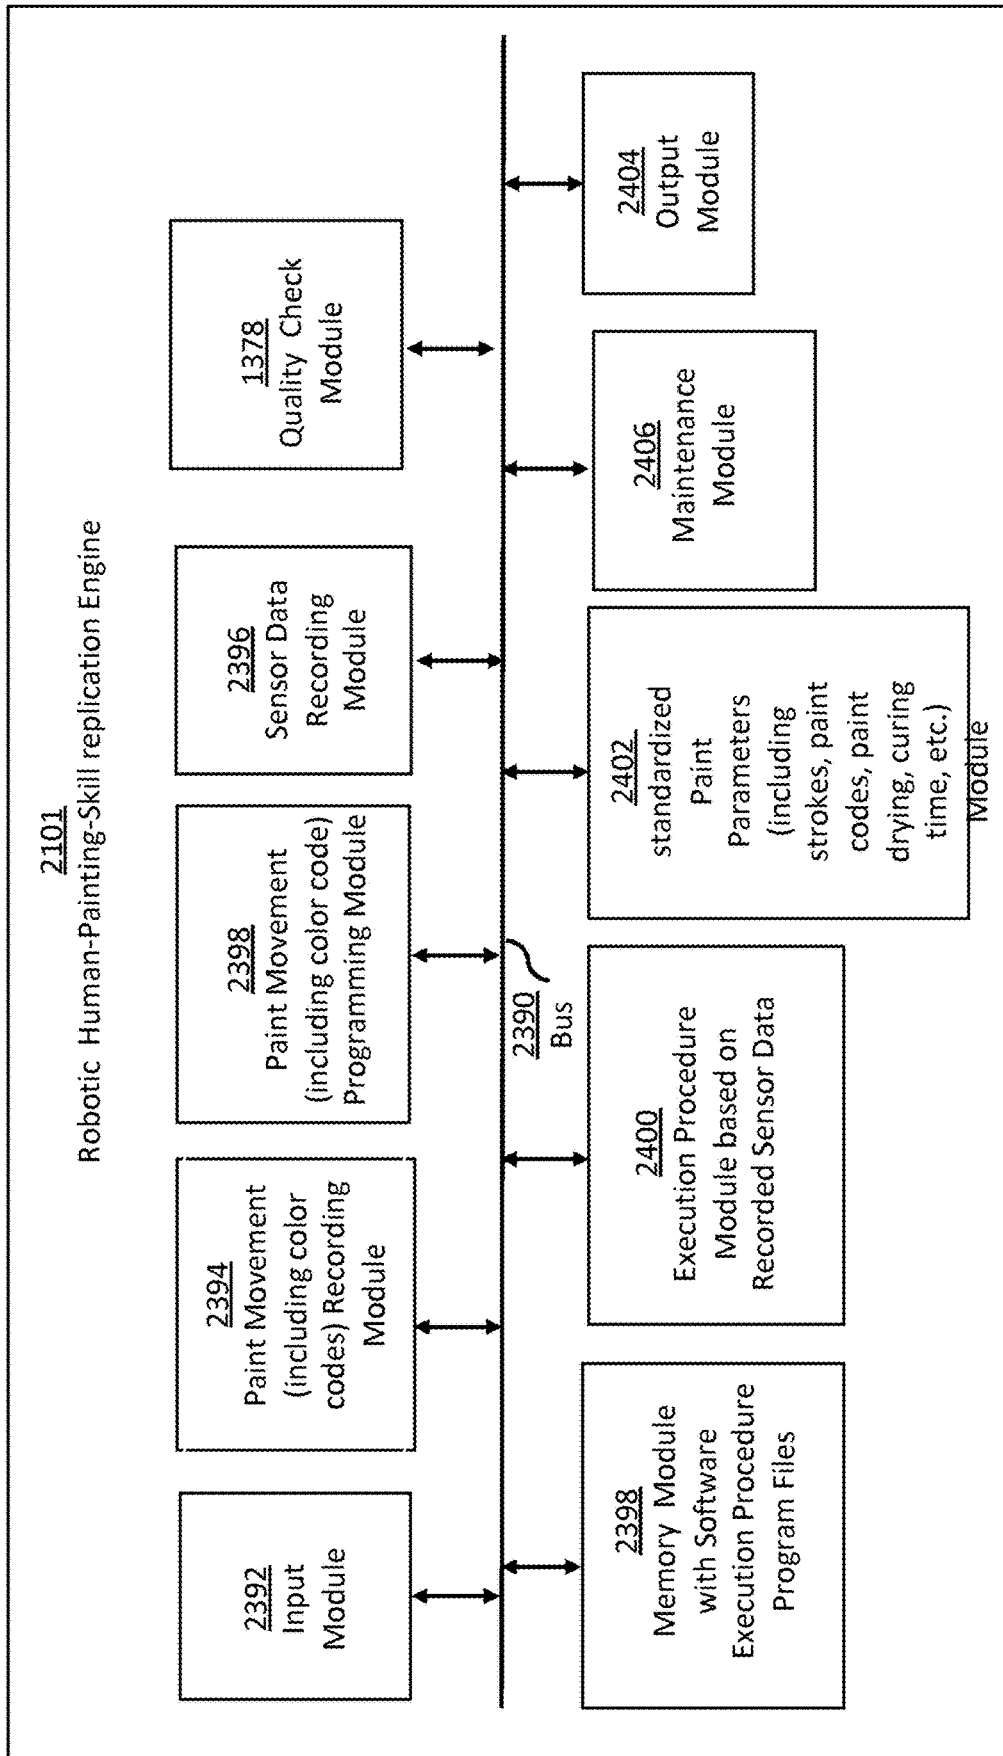 2101
Robotic Human-Painting-Skill replication Engine
2392
Input
Module
2394
Paint Movement
(including color
codes) Recording
Module
2398
Paint Movement
(including color code)
Programming Module
2396
Sensor Data
Recording
Module
1378
Quality Check
Module
2390
Bus
2398
Memory Module
with Software
Execution Procedure
Program Files
2400
Execution Procedure
Module based on
Recorded Sensor Data
2402
standardized
Paint
Parameters
(including
strokes, paint
codes, paint
drying, curing
time, etc.)
Module
2406
Maintenance
Module
2404
Output
Module